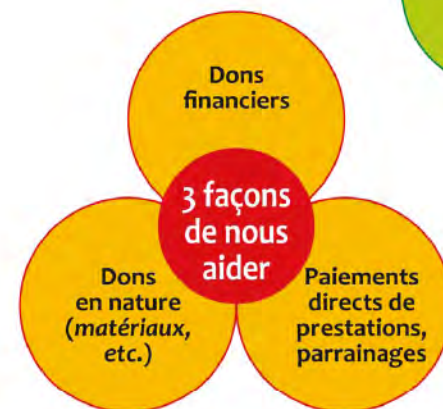 Dons
financiers
3 façons
de nous
aider
Dons
en nature
(matériaux,
etc.)
Paiements
directs de
prestations,
parrainages